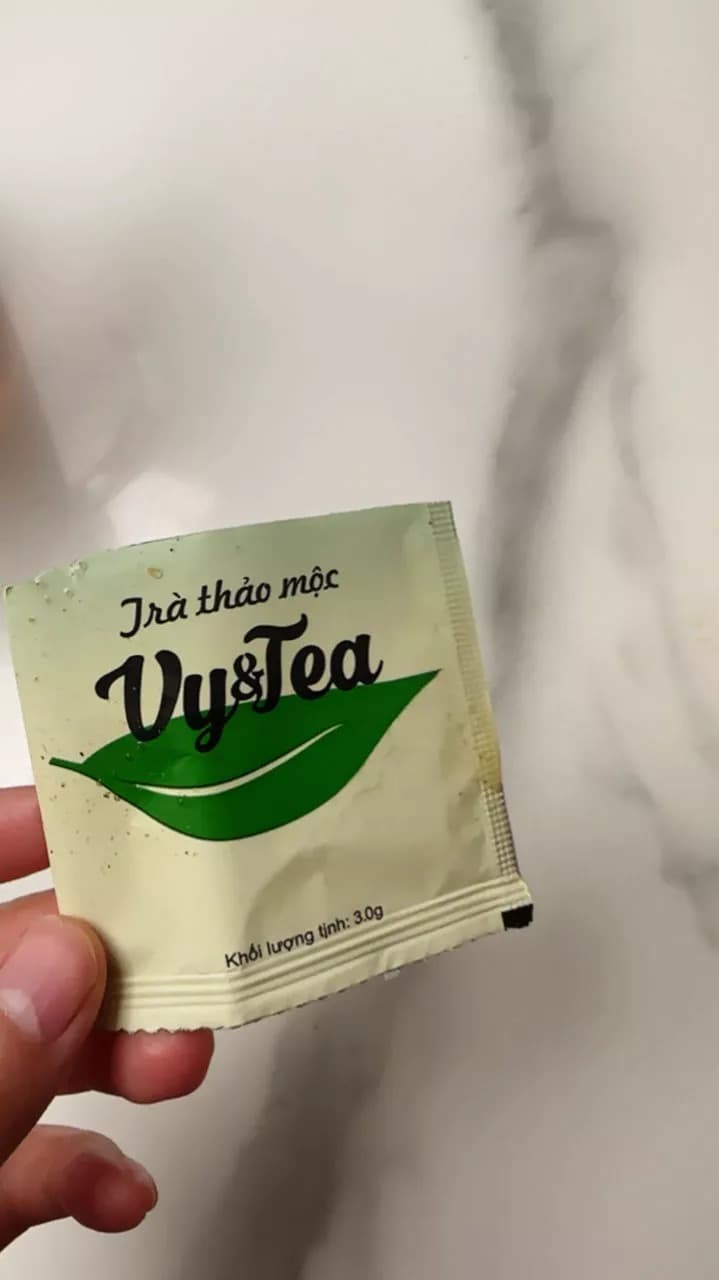 Trà thảo mộc
Vy&Tea
Khối lượng tịnh: 3.0g